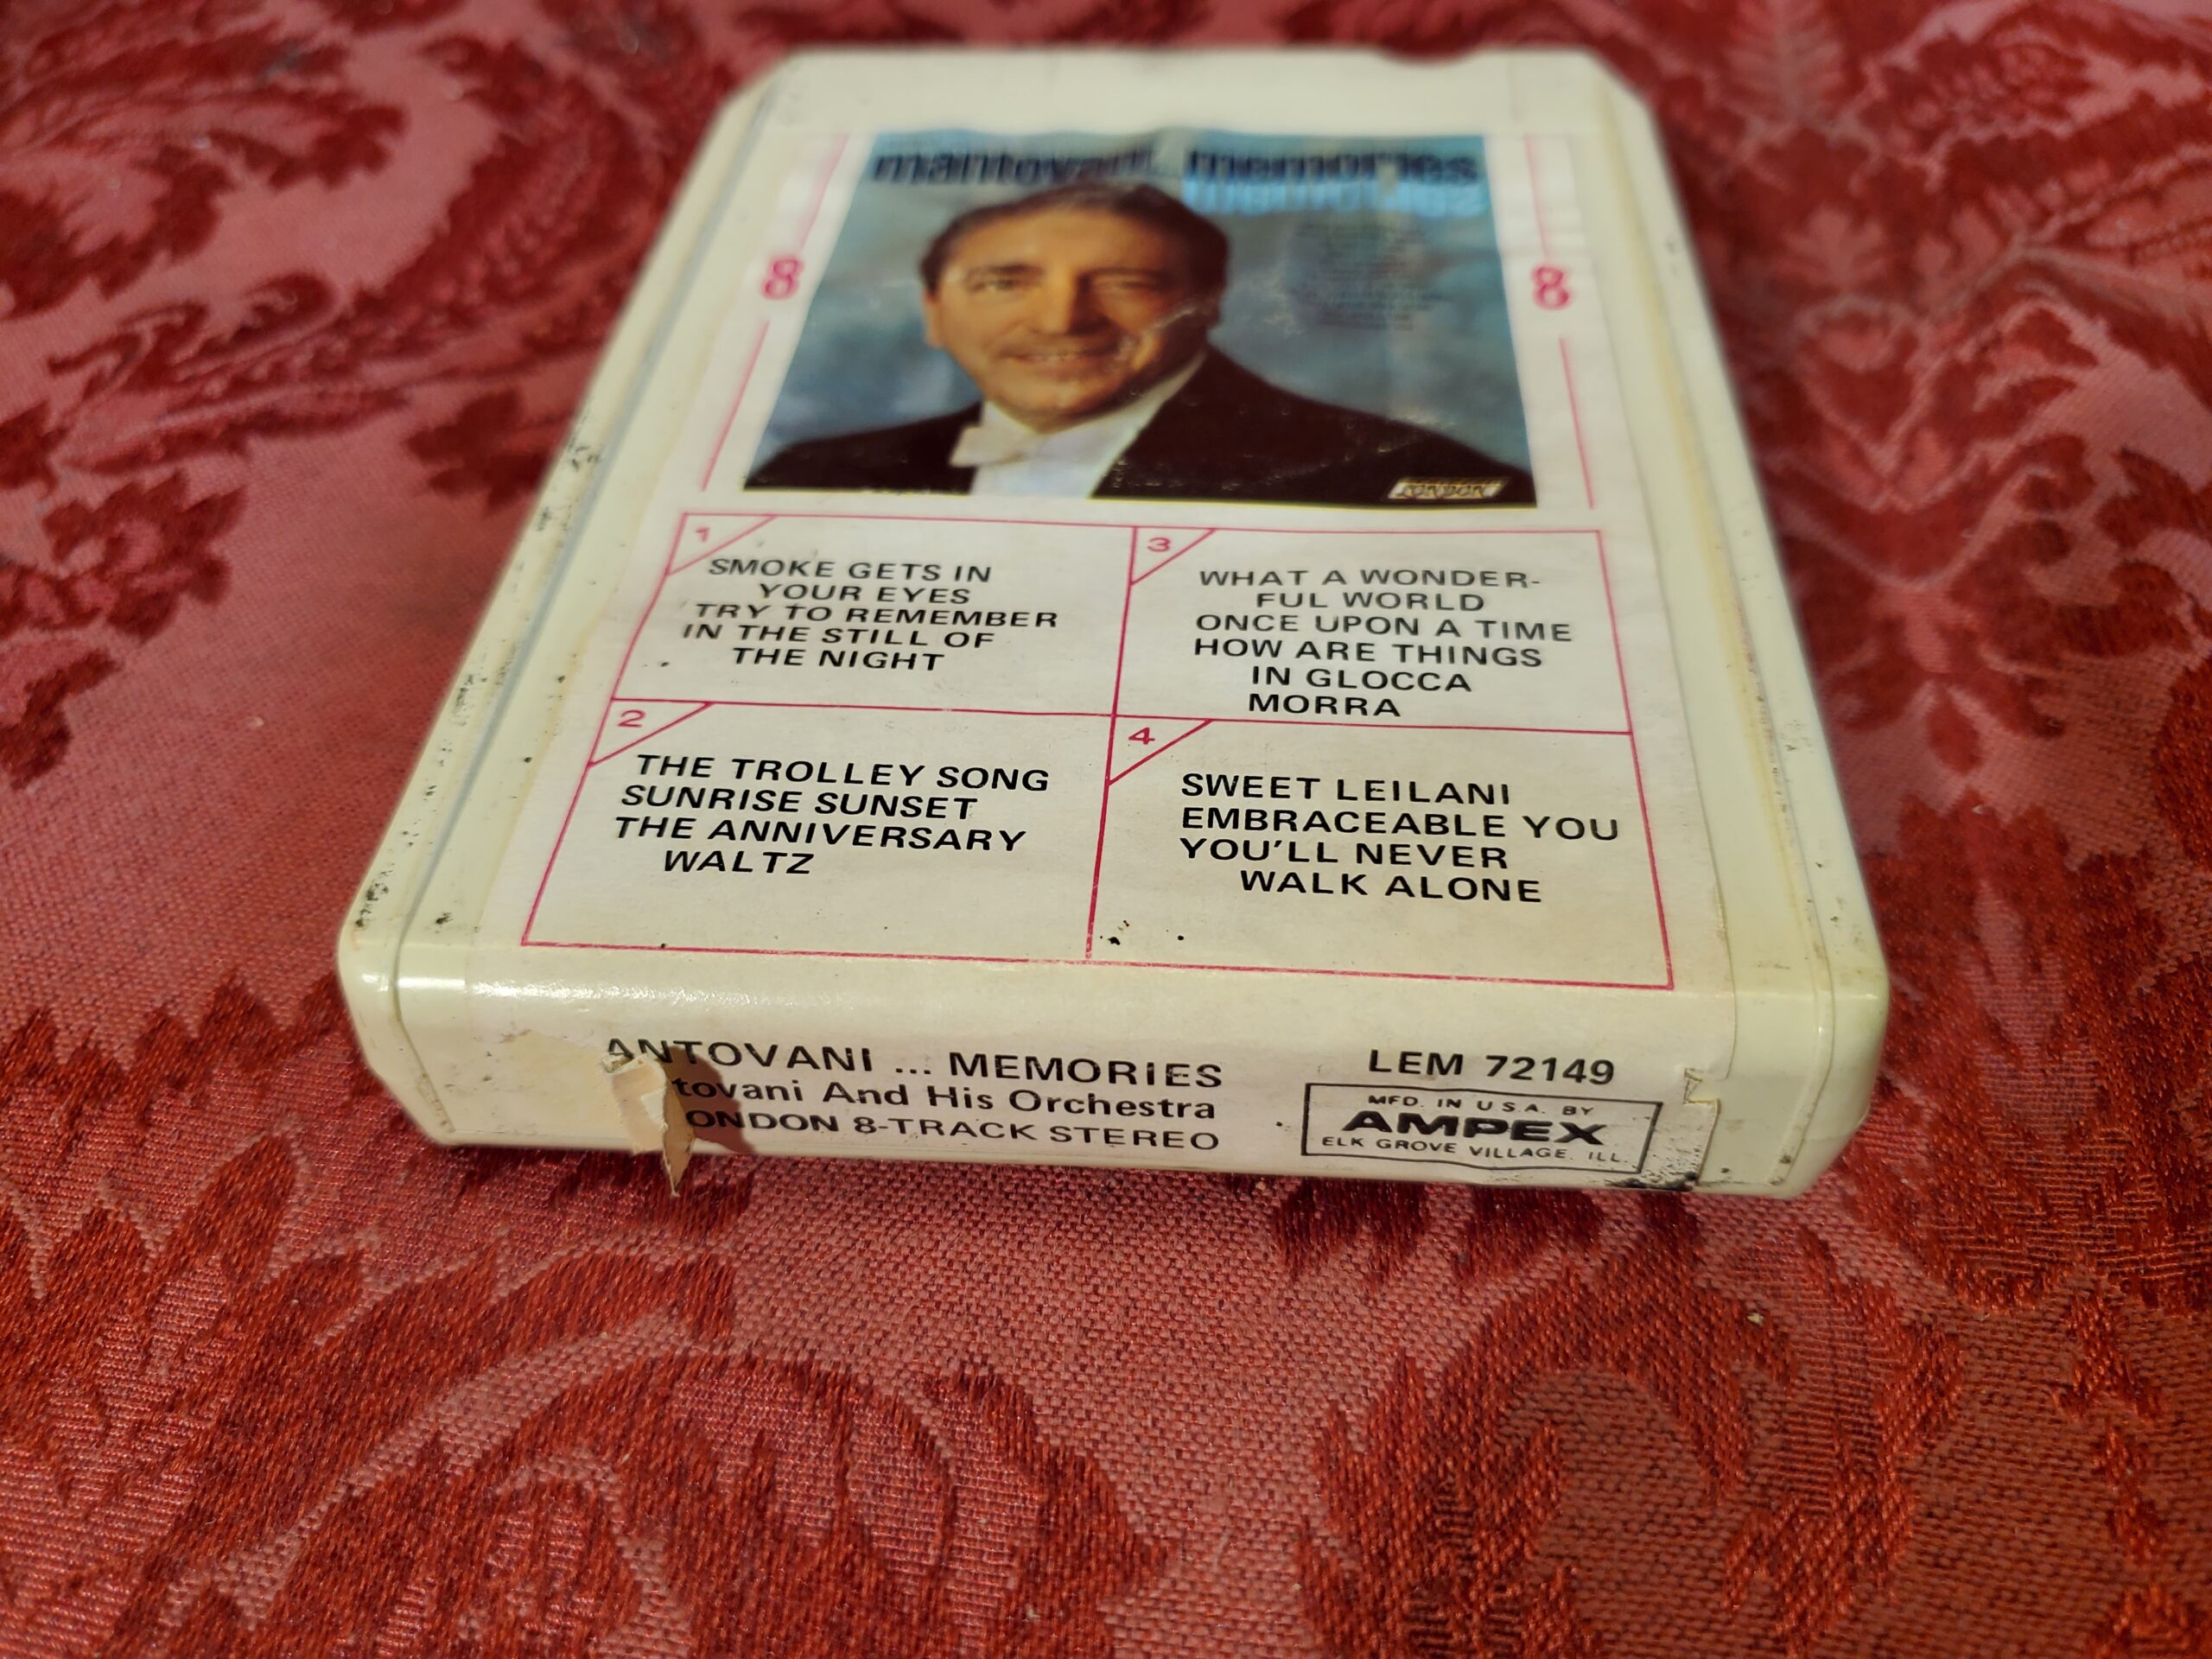 mantovani... memories
8
8
LONDON
1
SMOKE GETS IN
YOUR EYES
TRY TO REMEMBER
IN THE STILL OF
THE NIGHT
2
THE TROLLEY SONG
SUNRISE SUNSET
THE ANNIVERSARY
WALTZ
3
WHAT A WONDER-
FUL WORLD
ONCE UPON A TIME
HOW ARE THINGS
IN GLOCCA
MORRA
4
SWEET LEILANI
EMBRACEABLE YOU
YOU'LL NEVER
WALK ALONE
ANTOVANI ... MEMORIES
tovani And His Orchestra
ONDON 8-TRACK STEREO
LEM 72149
MFD. IN U.S.A. BY
AMPEX
ELK GROVE VILLAGE, ILL.